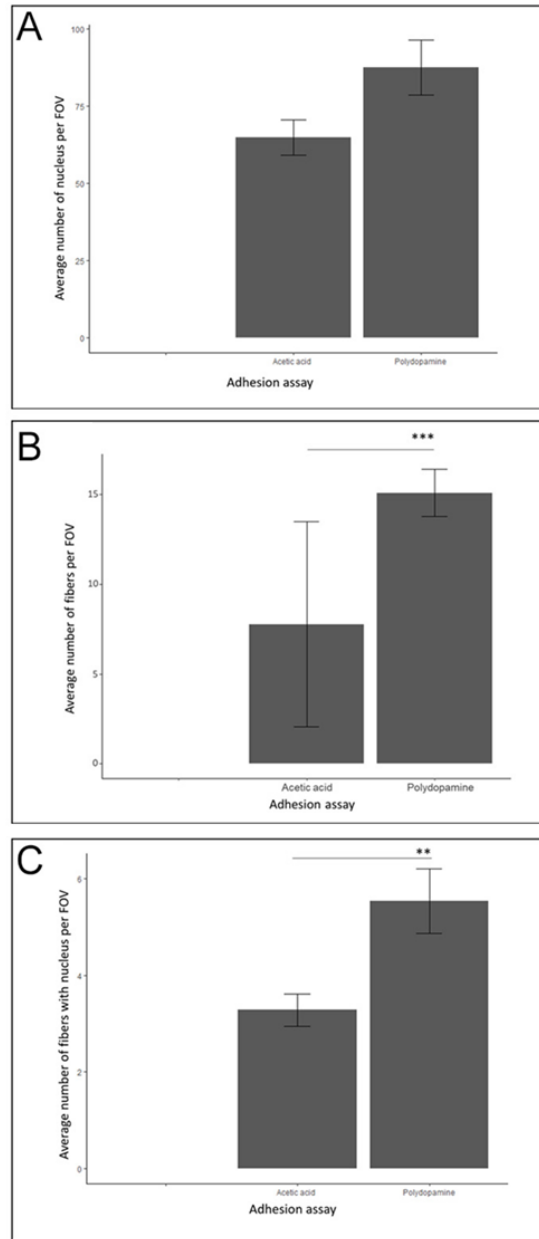 A
Average number of nucleus per FOV
100
75
50
25
0
Acetic acid Polydopamine
Adhesion assay
B
***
Average number of fibers per FOV
15
10
5
0
Acetic acid Polydopamine
Adhesion assay
C
**
Average number of fibers with nucleus per FOV
6
4
2
0
Acetic acid Polydopamine
Adhesion assay